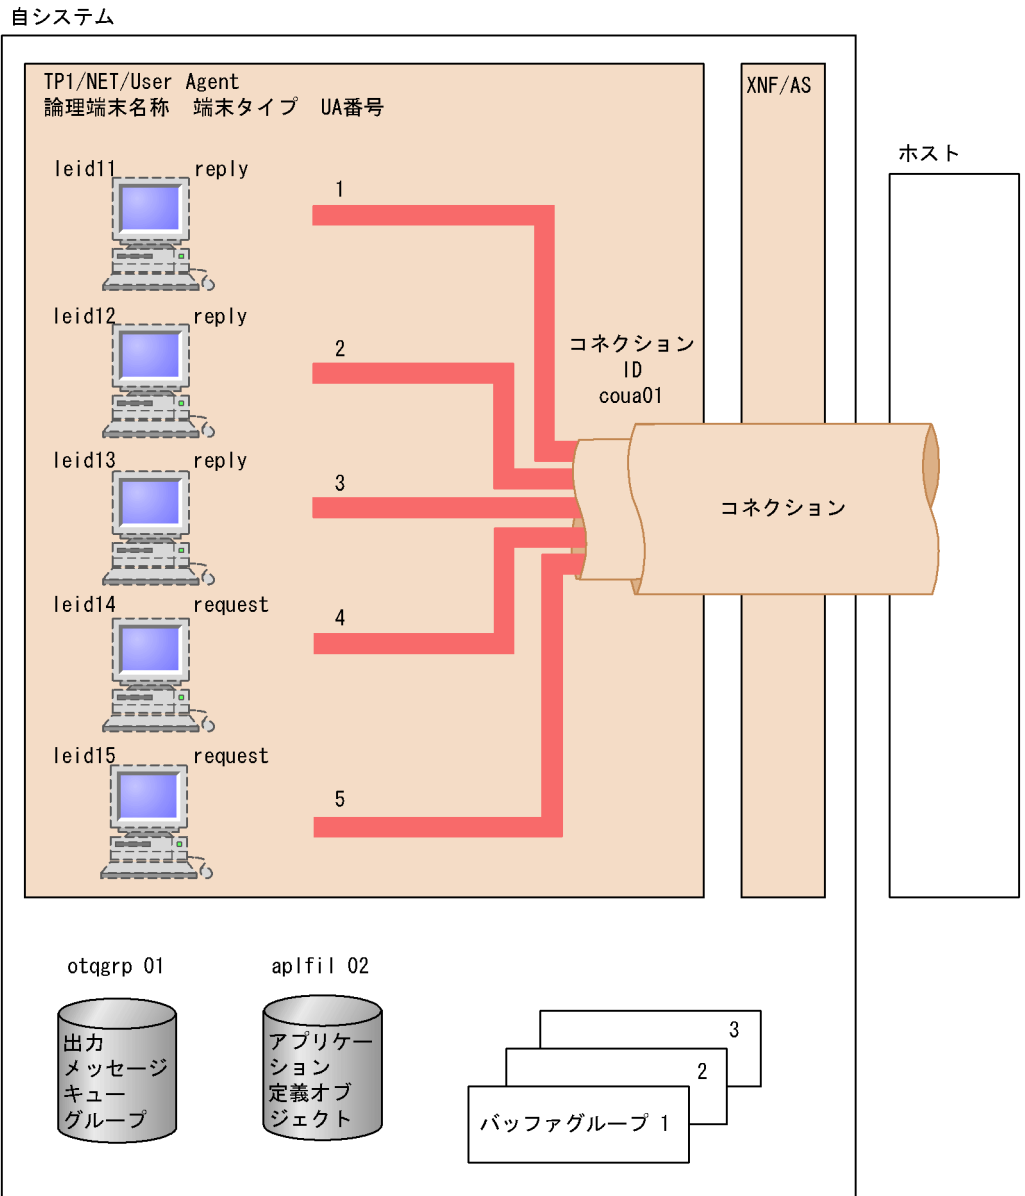 自システム
TP1/NET/User Agent
論理端末名称 端末タイプ UA番号
XNF/AS
ホスト
leid11 reply 1
leid12 reply 2
コネクション
ID
coua01
leid13 reply 3
コネクション
leid14 request 4
leid15 request 5
otqgrp 01
aplfil 02
出力
メッセージ
キュー
グループ
アプリケー
ション
定義オブ
ジェクト
3
2
バッファグループ 1